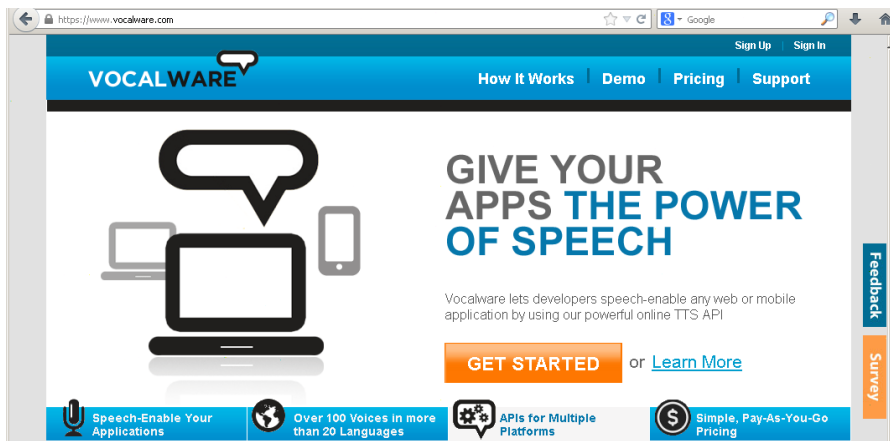 https://www.vocalware.com
Google
Sign Up
Sign In
VOCALWARE
How It Works
Demo
Pricing
Support
GIVE YOUR
APPS THE POWER
OF SPEECH
Vocalware lets developers speech-enable any web or mobile
application by using our powerful online TTS API
GET STARTED or Learn More
Feedback
Survey
Speech-Enable Your
Applications
Over 100 Voices in more
than 20 Languages
APIs for Multiple
Platforms
Simple, Pay-As-You-Go
Pricing